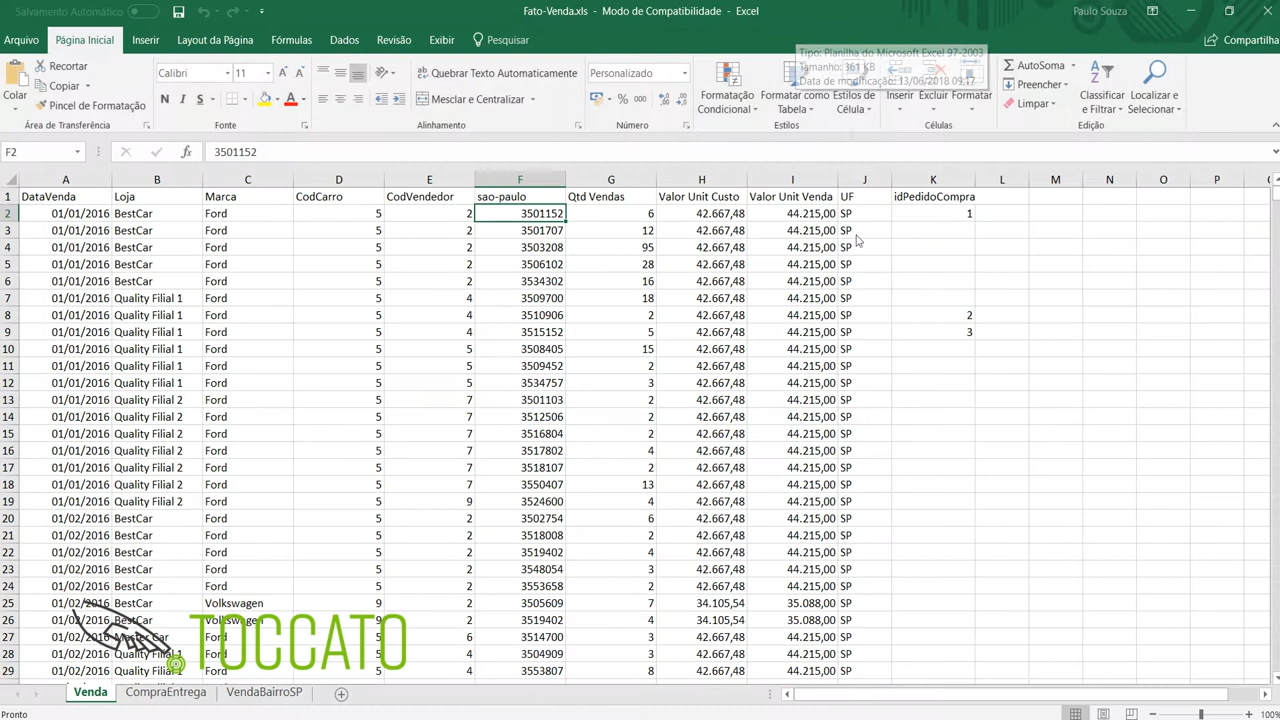 Salvamento Automático
Fato-Venda.xls - Modo de Compatibilidade - Excel
Paulo Souza
Arquivo Página Inicial Inserir Layout da Página Fórmulas Dados Revisão Exibir Pesquisar Compartilha
Tipo: Planilha do Microsoft Excel 97-2003
Tamanho: 361 KB
Data de modificação: 13/06/2018 09:17
Colar
Recortar
Copiar
Pincel de Formatação
Área de Transferência
Calibri 11
N I S
Fonte
Quebrar Texto Automaticamente
Mesclar e Centralizar
Alinhamento
Personalizado
% 000
Número
Formatação Condicional
Formatar como Tabela
Estilos de Célula
Estilos
Inserir Excluir Formatar
Células
AutoSoma
Preencher
Limpar
Classificar e Filtrar
Localizar e Selecionar
Edição
F2 fx 3501152
A B C D E F G H I J K L M N O P
1 DataVenda Loja Marca CodCarro CodVendedor sao-paulo Qtd Vendas Valor Unit Custo Valor Unit Venda UF idPedidoCompra
2 01/01/2016 BestCar Ford 5 2 3501152 6 42.667,48 44.215,00 SP 1
3 01/01/2016 BestCar Ford 5 2 3501707 12 42.667,48 44.215,00 SP
4 01/01/2016 BestCar Ford 5 2 3503208 95 42.667,48 44.215,00 SP
5 01/01/2016 BestCar Ford 5 2 3506102 28 42.667,48 44.215,00 SP
6 01/01/2016 BestCar Ford 5 2 3534302 16 42.667,48 44.215,00 SP
7 01/01/2016 Quality Filial 1 Ford 5 4 3509700 18 42.667,48 44.215,00 SP
8 01/01/2016 Quality Filial 1 Ford 5 4 3510906 2 42.667,48 44.215,00 SP 2
9 01/01/2016 Quality Filial 1 Ford 5 4 3515152 5 42.667,48 44.215,00 SP 3
10 01/01/2016 Quality Filial 1 Ford 5 5 3508405 15 42.667,48 44.215,00 SP
11 01/01/2016 Quality Filial 1 Ford 5 5 3509452 2 42.667,48 44.215,00 SP
12 01/01/2016 Quality Filial 1 Ford 5 5 3534757 3 42.667,48 44.215,00 SP
13 01/01/2016 Quality Filial 2 Ford 5 7 3501103 2 42.667,48 44.215,00 SP
14 01/01/2016 Quality Filial 2 Ford 5 7 3512506 2 42.667,48 44.215,00 SP
15 01/01/2016 Quality Filial 2 Ford 5 7 3516804 2 42.667,48 44.215,00 SP
16 01/01/2016 Quality Filial 2 Ford 5 7 3517802 4 42.667,48 44.215,00 SP
17 01/01/2016 Quality Filial 2 Ford 5 7 3518107 2 42.667,48 44.215,00 SP
18 01/01/2016 Quality Filial 2 Ford 5 7 3550407 13 42.667,48 44.215,00 SP
19 01/01/2016 Quality Filial 2 Ford 5 9 3524600 4 42.667,48 44.215,00 SP
20 01/02/2016 BestCar Ford 5 2 3502754 6 42.667,48 44.215,00 SP
21 01/02/2016 BestCar Ford 5 2 3518008 2 42.667,48 44.215,00 SP
22 01/02/2016 BestCar Ford 5 2 3519402 4 42.667,48 44.215,00 SP
23 01/02/2016 BestCar Ford 5 2 3548054 3 42.667,48 44.215,00 SP
24 01/02/2016 BestCar Ford 5 2 3553658 2 42.667,48 44.215,00 SP
25 01/02/2016 BestCar Volkswagen 9 2 3505609 7 34.105,54 35.088,00 SP
26 01/02/2016 BestCar Volkswagen 9 2 3519402 4 34.105,54 35.088,00 SP
27 01/02/2016 Master Car Ford 5 6 3514700 3 42.667,48 44.215,00 SP
28 01/02/2016 Quality Filial 1 Ford 5 4 3504909 3 42.667,48 44.215,00 SP
29 01/02/2016 Quality Filial 1 Ford 5 4 3553807 8 42.667,48 44.215,00 SP
TOCCATO
Venda CompraEntrega VendaBairroSP
Pronto
100%